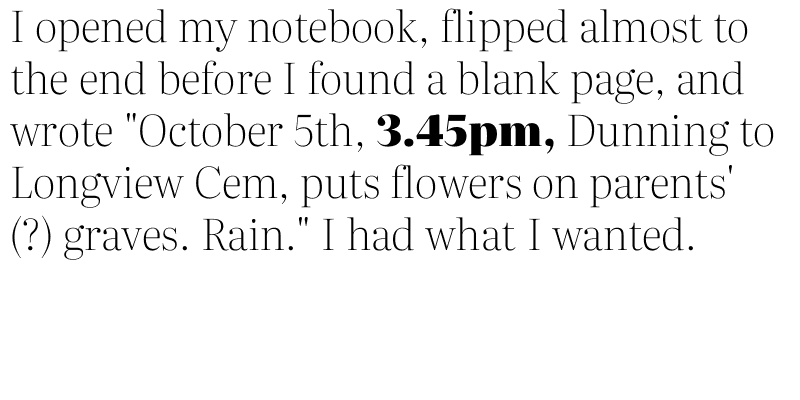 I opened my notebook, flipped almost to
the end before I found a blank page, and
wrote "October 5th, 3.45pm, Dunning to
Longview Cem, puts flowers on parents'
(?) graves. Rain." I had what I wanted.